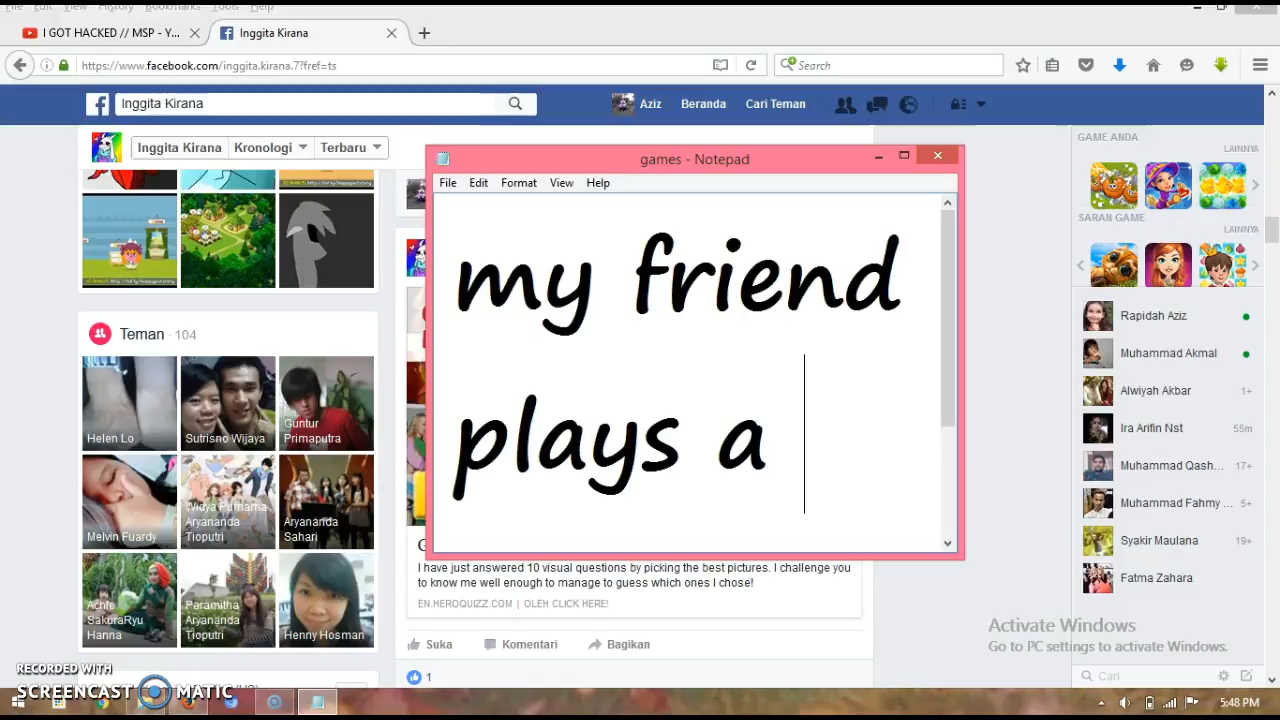 File Edit View History Bookmarks Tools Help
I GOT HACKED // MSP - Y...
Inggita Kirana
https://www.facebook.com/inggita.kirana.7?fref=ts
Search
Inggita Kirana
Aziz
Beranda
Cari Teman
Inggita Kirana
Kronologi
Terbaru
GAME ANDA
LAINNYA
SARAN GAME
LAINNYA
games - Notepad
File Edit Format View Help
my friend
plays a
Teman · 104
Helen Lo
Sutrisno Wijaya
Guntur
Primaputra
Melvin Fuardy
Widya Purnama
Aryananda
Tioputri
Aryananda
Sahari
Achie
SakuraRyu
Hanna
Paramitha
Aryananda
Tioputri
Henny Hosman
I have just answered 10 visual questions by picking the best pictures. I challenge you
to know me well enough to manage to guess which ones I chose!
EN.HEROQUIZZ.COM | OLEH CLICK HERE!
Suka
Komentari
Bagikan
1
Rapidah Aziz
Muhammad Akmal
Alwiyah Akbar
1+
Ira Arifin Nst
55m
Muhammad Qash...
17+
Muhammad Fahmy ...
5+
Syakir Maulana
19+
Fatma Zahara
Activate Windows
Go to PC settings to activate Windows.
Cari
RECORDED WITH
SCREENCAST MATIC
5:48 PM